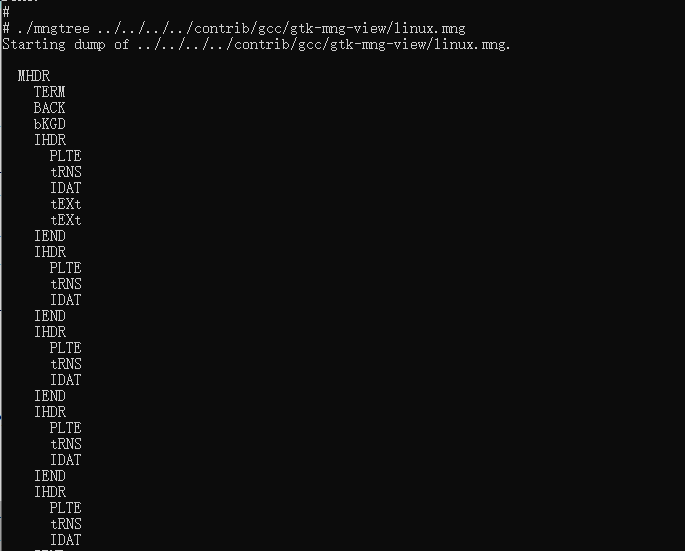 #
# ./mngtree ../../../../contrib/gcc/gtk-mng-view/linux.mng
Starting dump of ../../../../contrib/gcc/gtk-mng-view/linux.mng.
MHDR
TERM
BACK
bKGD
IHDR
PLTE
tRNS
IDAT
tEXt
tEXt
IEND
IHDR
PLTE
tRNS
IDAT
IEND
IHDR
PLTE
tRNS
IDAT
IEND
IHDR
PLTE
tRNS
IDAT
IEND
IHDR
PLTE
tRNS
IDAT